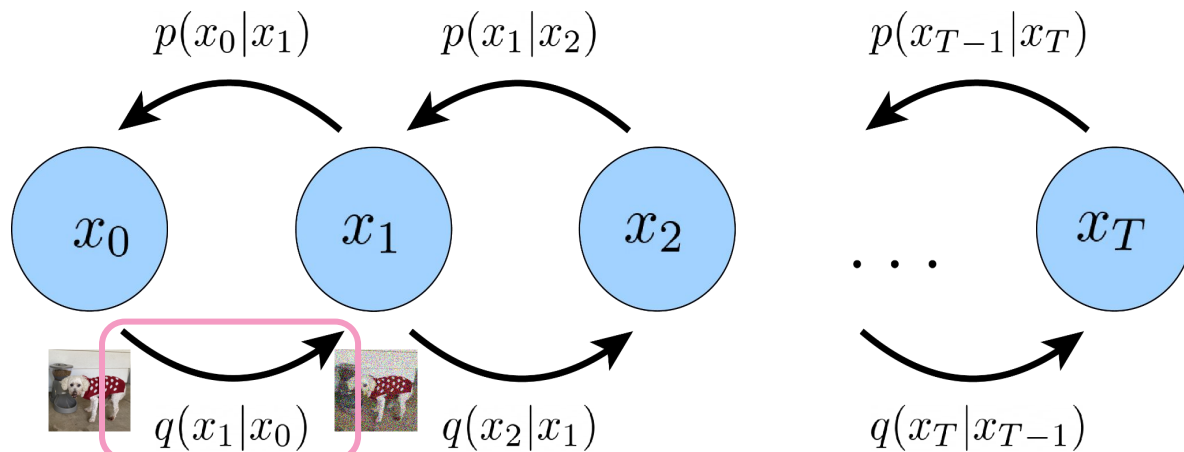 p(x_0|x_1) p(x_1|x_2) p(x_{T-1}|x_T)
x_0 x_1 x_2 ... x_T
q(x_1|x_0) q(x_2|x_1) q(x_T|x_{T-1})